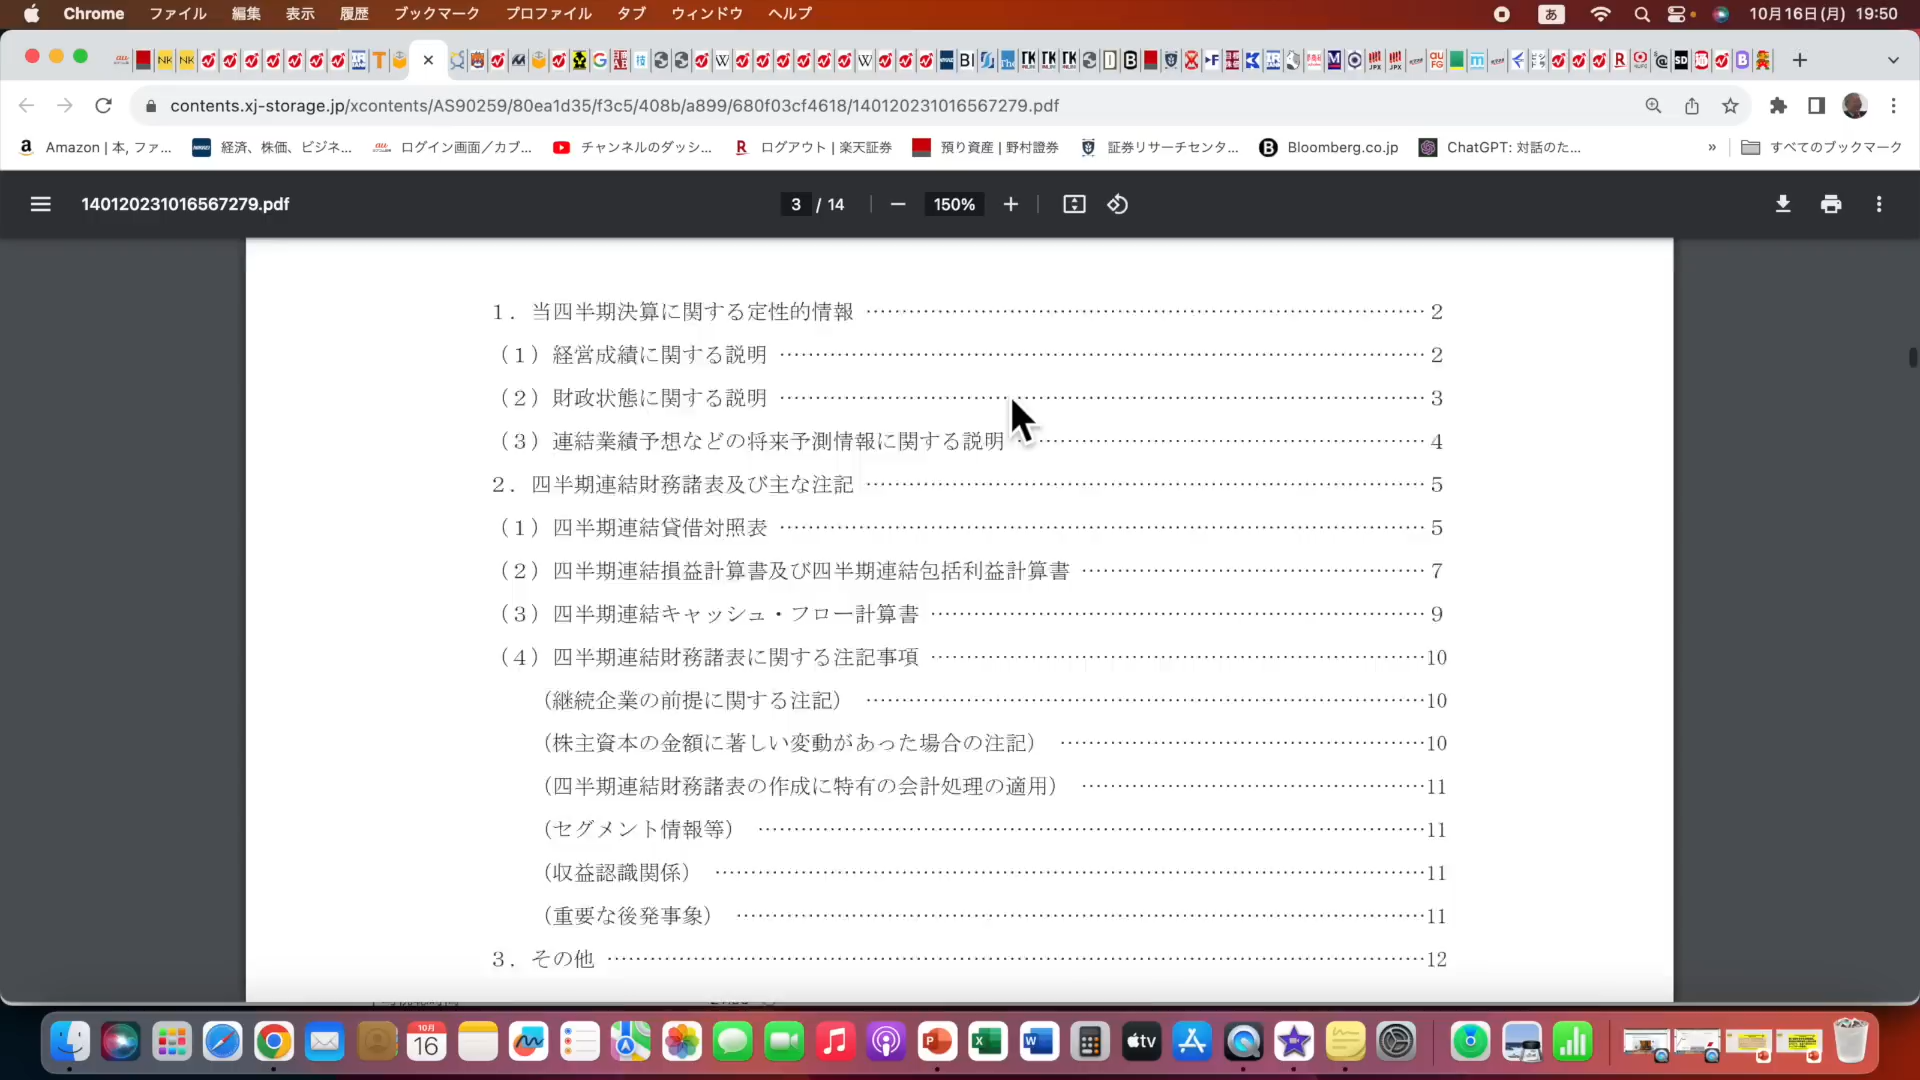 Chrome ファイル 編集 表示 履歴 ブックマーク プロファイル タブ ウィンドウ ヘルプ あ 10月16日(月) 19:50
contents.xj-storage.jp/xcontents/AS90259/80ea1d35/f3c5/408b/a899/680f03cf4618/140120231016567279.pdf
Amazon | 本, ファ... 経済、株価、ビジネ... ログイン画面／カブ... チャンネルのダッシ... ログアウト | 楽天証券 預り資産 | 野村證券 証券リサーチセンタ... Bloomberg.co.jp ChatGPT: 対話のた... » すべてのブックマーク
140120231016567279.pdf 3 / 14 150%
１．当四半期決算に関する定性的情報 ………………………………………………………………… 2
（１）経営成績に関する説明 ………………………………………………………………… 2
（２）財政状態に関する説明 ………………………………………………………………… 3
（３）連結業績予想などの将来予測情報に関する説明 ………………………………………… 4
２．四半期連結財務諸表及び主な注記 ………………………………………………………………… 5
（１）四半期連結貸借対照表 ………………………………………………………………… 5
（２）四半期連結損益計算書及び四半期連結包括利益計算書 ………………………………… 7
（３）四半期連結キャッシュ・フロー計算書 ………………………………………………… 9
（４）四半期連結財務諸表に関する注記事項 …………………………………………………10
（継続企業の前提に関する注記） …………………………………………………………10
（株主資本の金額に著しい変動があった場合の注記） …………………………………10
（四半期連結財務諸表の作成に特有の会計処理の適用） ………………………………11
（セグメント情報等） ……………………………………………………………………11
（収益認識関係） …………………………………………………………………………11
（重要な後発事象） ………………………………………………………………………11
３．その他 ……………………………………………………………………………………12
10月
16
tv